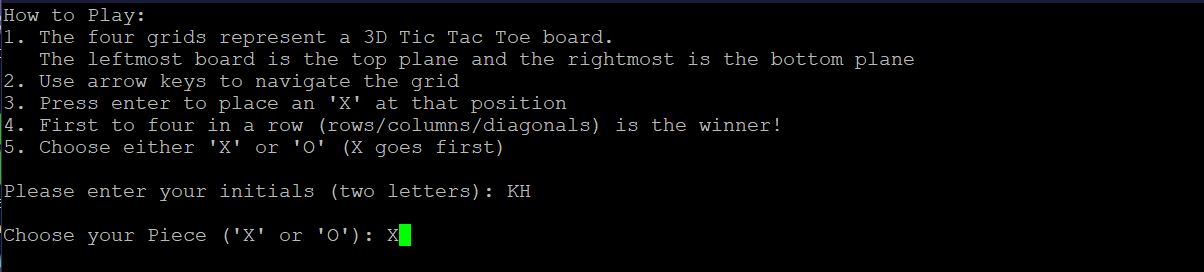 How to Play:
1. The four grids represent a 3D Tic Tac Toe board.
The leftmost board is the top plane and the rightmost is the bottom plane
2. Use arrow keys to navigate the grid
3. Press enter to place an 'X' at that position
4. First to four in a row (rows/columns/diagonals) is the winner!
5. Choose either 'X' or 'O' (X goes first)
Please enter your initials (two letters): KH
Choose your Piece ('X' or 'O'): X